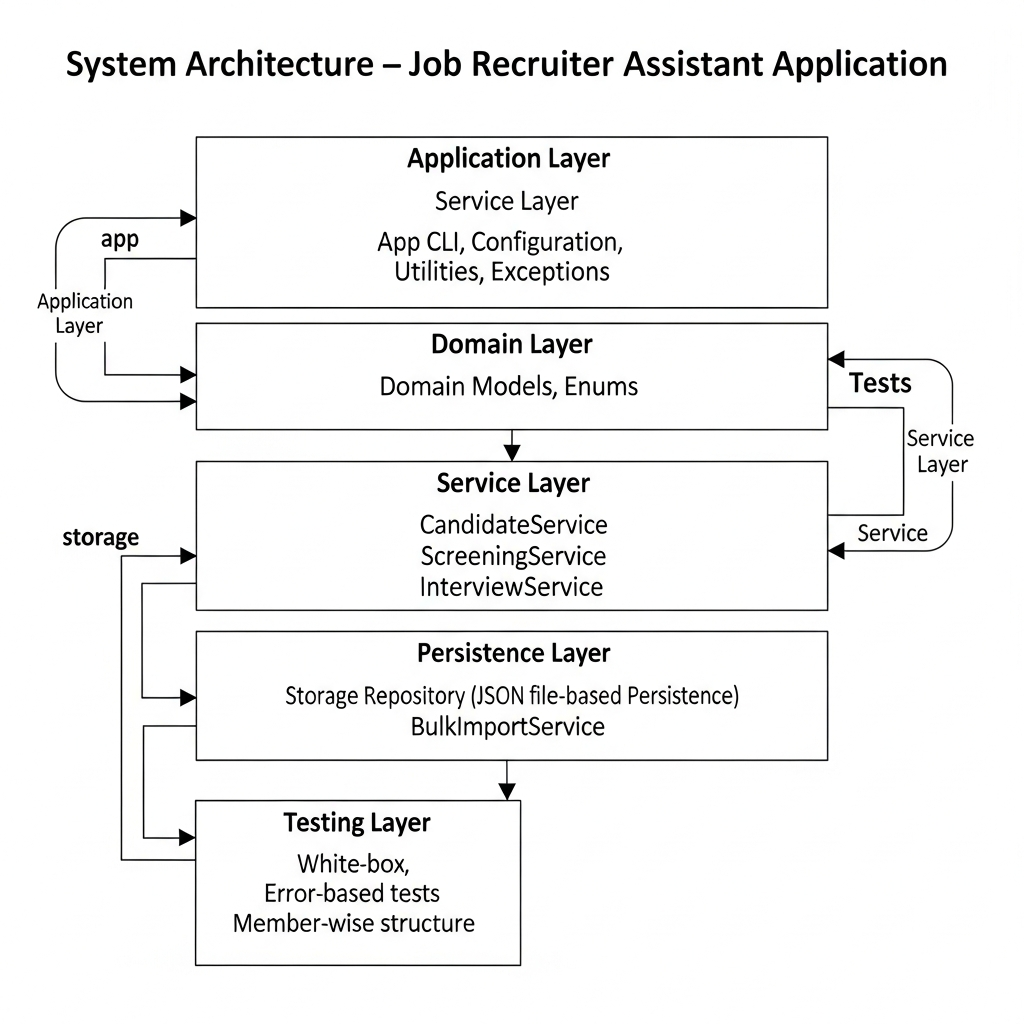 System Architecture – Job Recruiter Assistant Application
Application Layer
Service Layer
App CLI, Configuration,
Utilities, Exceptions
app
Application
Layer
Domain Layer
Domain Models, Enums
Tests
Service
Layer
Service
Service Layer
CandidateService
ScreeningService
InterviewService
storage
Persistence Layer
Storage Repository (JSON file-based Persistence)
BulkImportService
Testing Layer
White-box,
Error-based tests
Member-wise structure